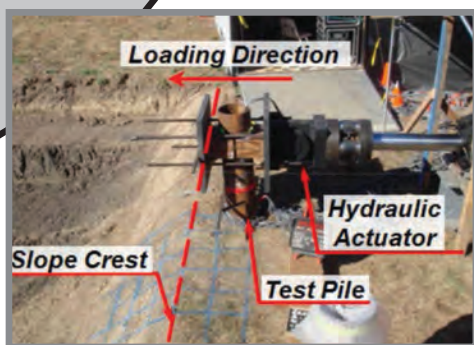 Loading Direction
Hydraulic
Actuator
Slope Crest
Test Pile